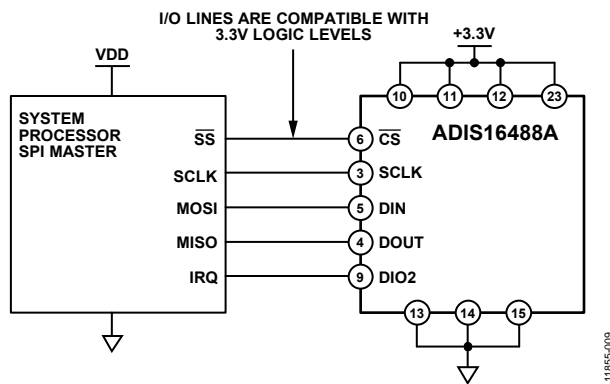 I/O LINES ARE COMPATIBLE WITH
3.3V LOGIC LEVELS
VDD
+3.3V
10
11
12
23
SYSTEM
PROCESSOR
SPI MASTER
ADIS16488A
SS
6
CS
SCLK
3
SCLK
MOSI
5
DIN
MISO
4
DOUT
IRQ
9
DIO2
13
14
15
11855-009